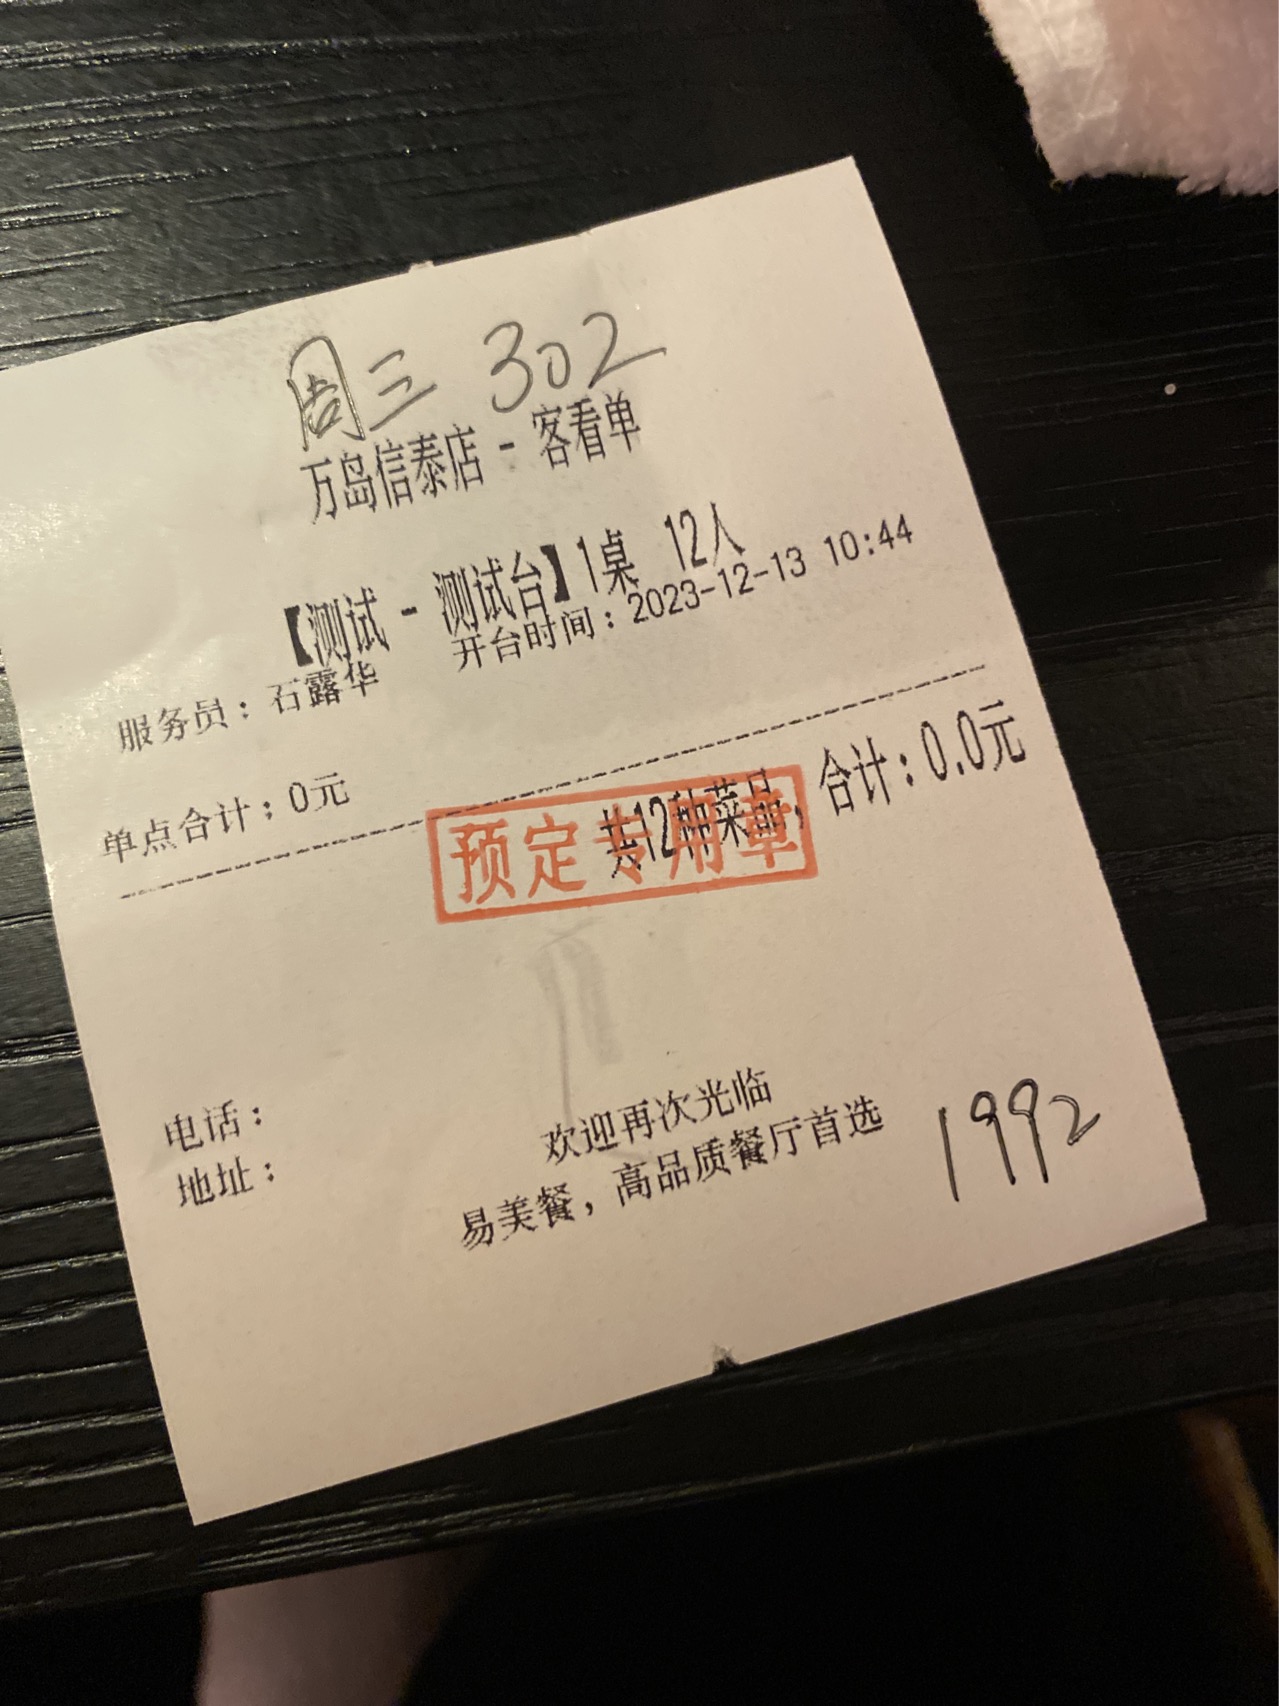 周三 302
万岛信泰店 - 客看单
【测试 - 测试台】1桌 12人
服务员：石露华 开台时间：2023-12-13 10:44
单点合计：0元
共12种菜品，合计：0.0元
预定专用章
电话：
地址：
欢迎再次光临
易美餐，高品质餐厅首选
1992